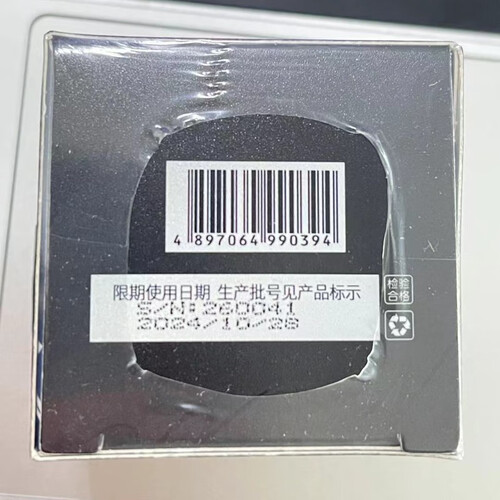 4 897064 990394
限期使用日期 生产批号见产品标示
S/N:260041
2024/10/28
检验
合格